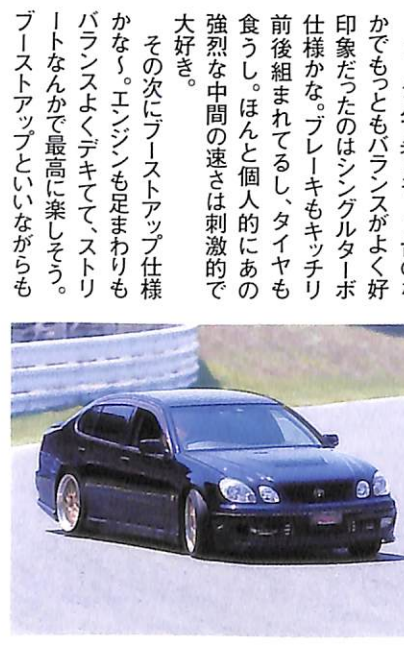 かでもっともバランスがよく好
印象だったのはシングルターボ
仕様かな。ブレーキもキッチリ
前後組まれてるし、タイヤも
食うし。ほんと個人的にあの
強烈な中間の速さは刺激的で
大好き。
その次にブーストアップ仕様
かな〜。エンジンも足まわりも
バランスよくデキてて、ストリ
ートなんかで最高に楽しそう。
ブーストアップといいながらも